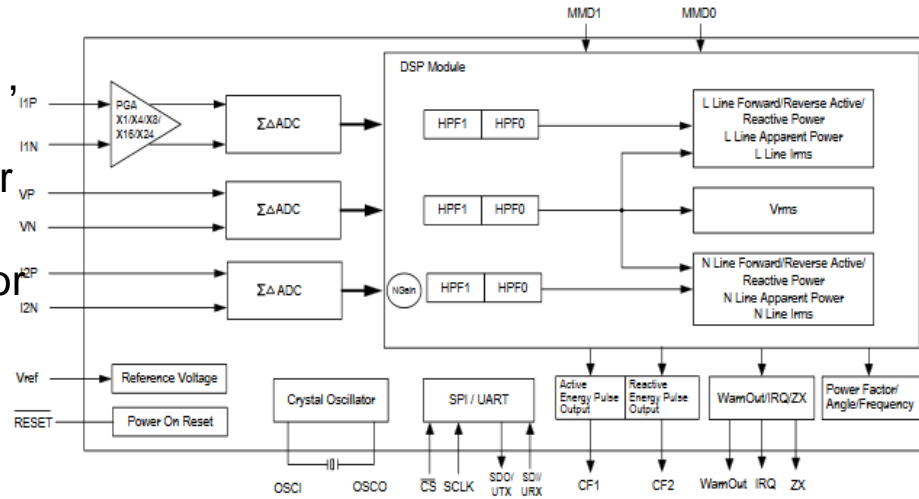 MMD1 MMD0
DSP Module
,
I1P
PGA
X1/X4/X8/
X16/X24
I1N
ΣΔADC
HPF1 HPF0
L Line Forward/Reverse Active/
Reactive Power
L Line Apparent Power
L Line Irms
r
VP
VN
ΣΔADC
HPF1 HPF0
Vrms
or
I2P
I2N
ΣΔADC
NGain
HPF1 HPF0
N Line Forward/Reverse Active/
Reactive Power
N Line Apparent Power
N Line Irms
Vref
Reference Voltage
RESET
Power On Reset
Crystal Oscillator
SPI / UART
Active
Energy Pulse
Output
Reactive
Energy Pulse
Output
WarnOut/IRQ/ZX
Power Factor/
Angle/Frequency
OSCI OSCO
CS SCLK
SDO/
UTX
SDI/
URX
CF1 CF2
WarnOut IRQ ZX